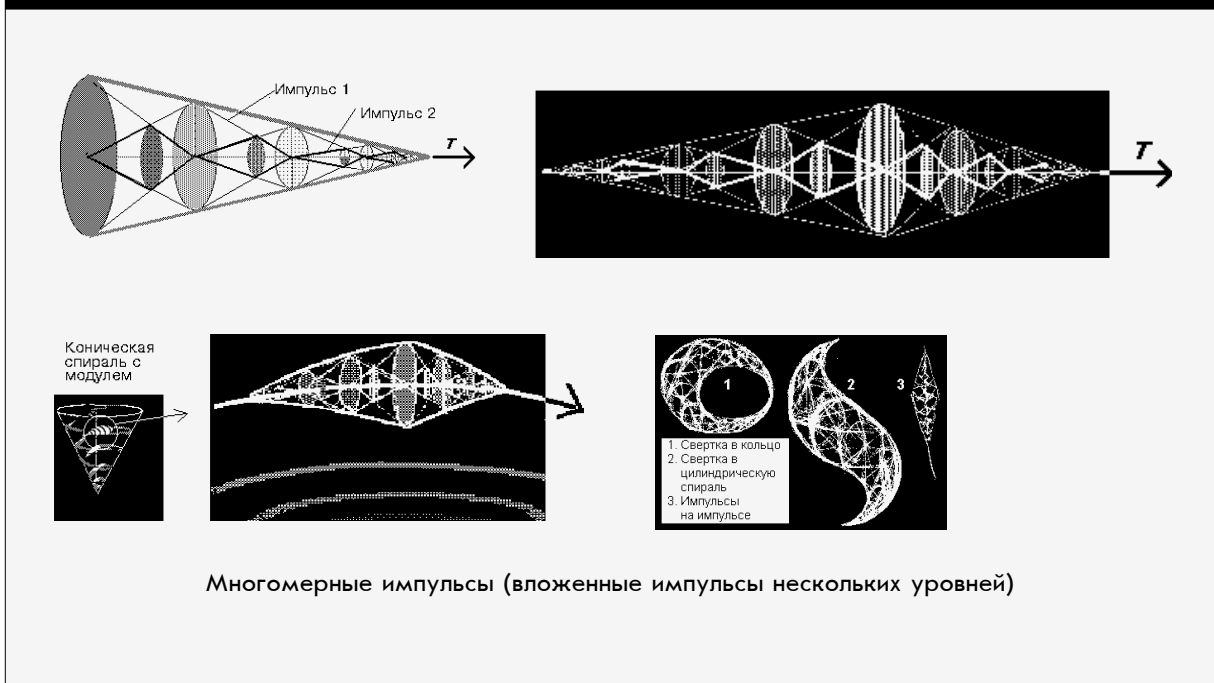 Импульс 1
Импульс 2
T
T
Коническая
спираль с
модулем
1
2
3
1. Свертка в кольцо
2. Свертка в
цилиндрическую
спираль
3. Импульсы
на импульсе
Многомерные импульсы (вложенные импульсы нескольких уровней)